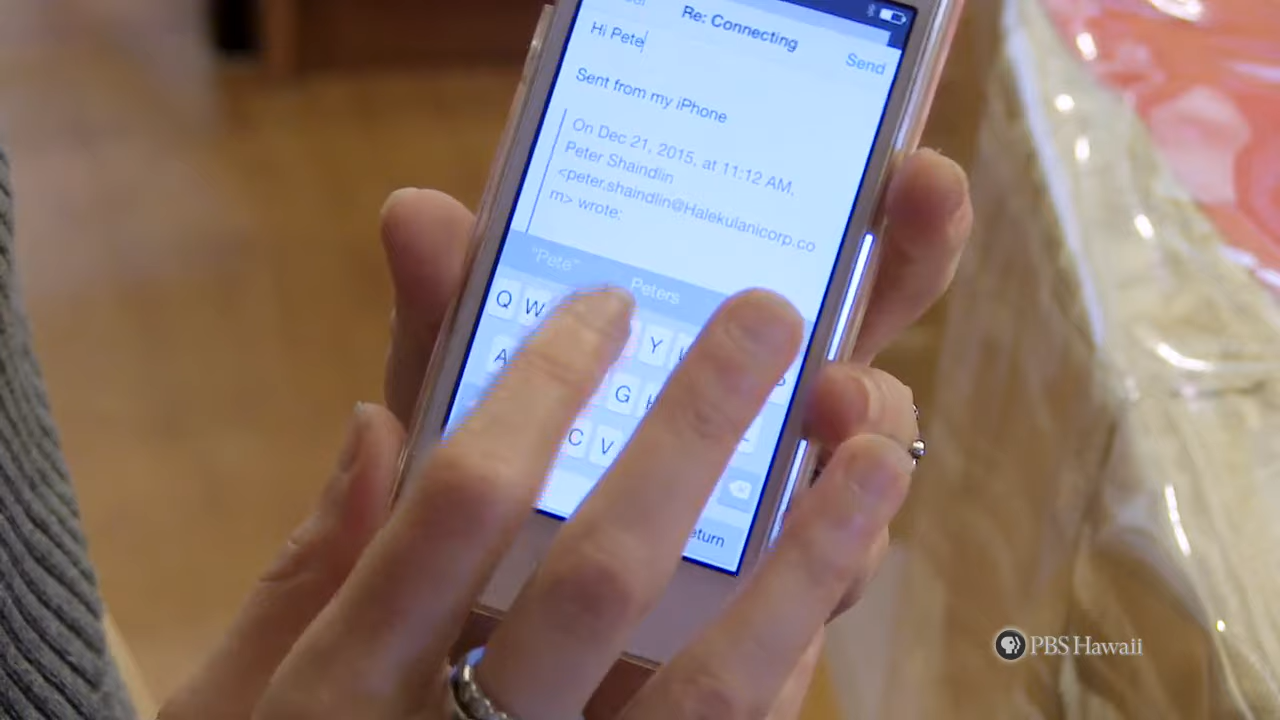 Re: Connecting
Send
Hi Pete
Sent from my iPhone
On Dec 21, 2015, at 11:12 AM,
Peter Shaindlin
<peter.shaindlin@Halekulanicorp.co
m> wrote:
"Pete" Peters
Q W Y
A G H
C V
eturn
PBS Hawaii